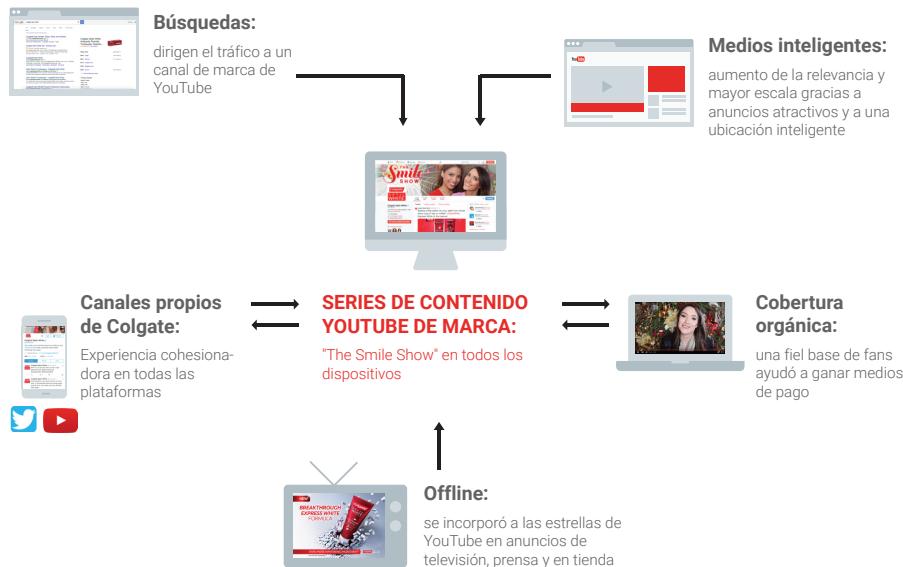 Búsquedas:
dirigen el tráfico a un
canal de marca de
YouTube
Medios inteligentes:
aumento de la relevancia y
mayor escala gracias a
anuncios atractivos y a una
ubicación inteligente
THE
Smile
SHOW
Canales propios
de Colgate:
Experiencia cohesiona-
dora en todas las
plataformas
SERIES DE CONTENIDO
YOUTUBE DE MARCA:
"The Smile Show" en todos los
dispositivos
Cobertura
orgánica:
una fiel base de fans
ayudó a ganar medios
de pago
NEW
BREAKTHROUGH
EXPRESS WHITE
FORMULA
Offline:
se incorporó a las estrellas de
YouTube en anuncios de
televisión, prensa y en tienda